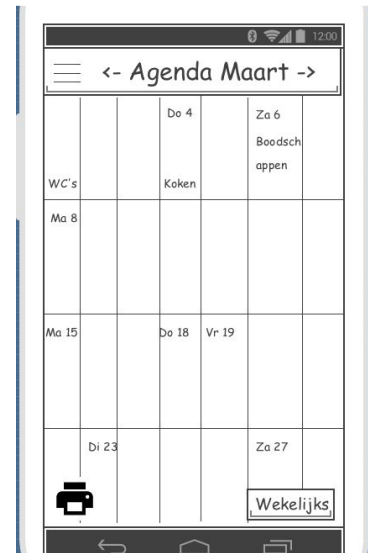 12:00
<- Agenda Maart ->
Do 4
Za 6
Boodsch
appen
WC's
Koken
Ma 8
Ma 15
Do 18
Vr 19
Di 23
Za 27
Wekelijks